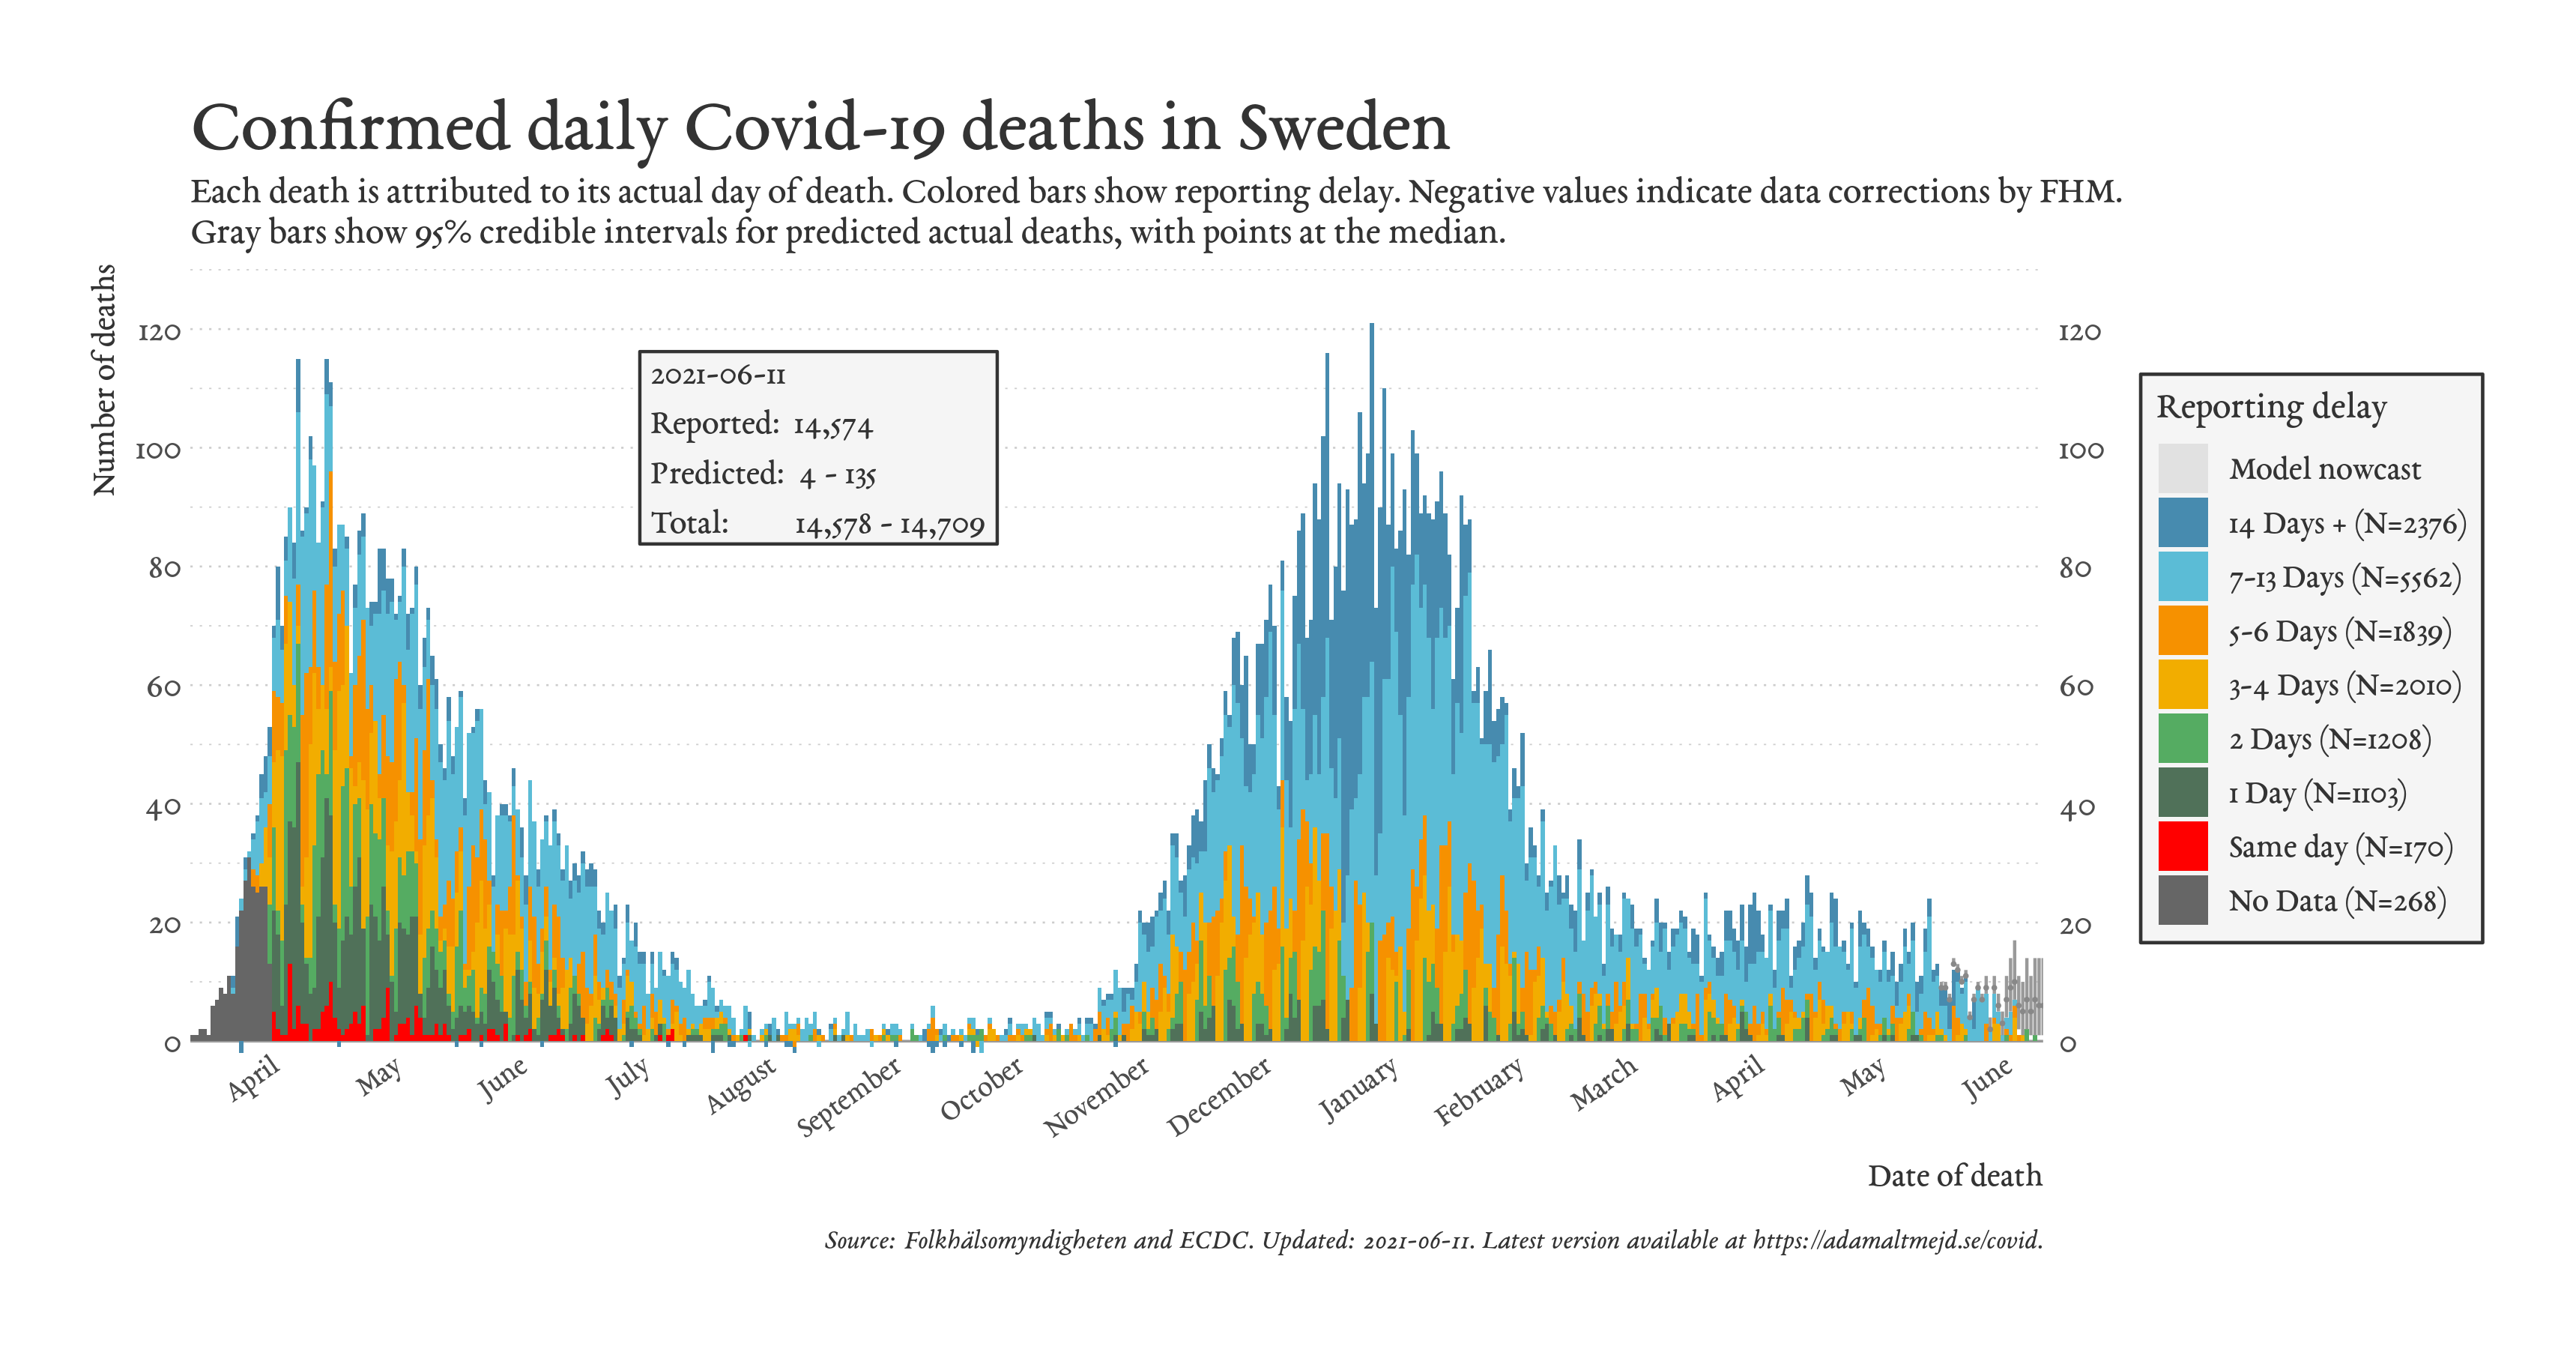 Confirmed daily Covid-19 deaths in Sweden
Each death is attributed to its actual day of death. Colored bars show reporting delay. Negative values indicate data corrections by FHM.
Gray bars show 95% credible intervals for predicted actual deaths, with points at the median.
Number of deaths
120
100
80
60
40
20
0
2021-06-11
Reported: 14,574
Predicted: 4 - 135
Total: 14,578 - 14,709
120
100
80
60
40
20
0
Reporting delay
Model nowcast
14 Days + (N=2376)
7-13 Days (N=5562)
5-6 Days (N=1839)
3-4 Days (N=2010)
2 Days (N=1208)
1 Day (N=1103)
Same day (N=170)
No Data (N=268)
April
May
June
July
August
September
October
November
December
January
February
March
April
May
June
Date of death
Source: Folkhälsomyndigheten and ECDC. Updated: 2021-06-11. Latest version available at https://adamaltmejd.se/covid.